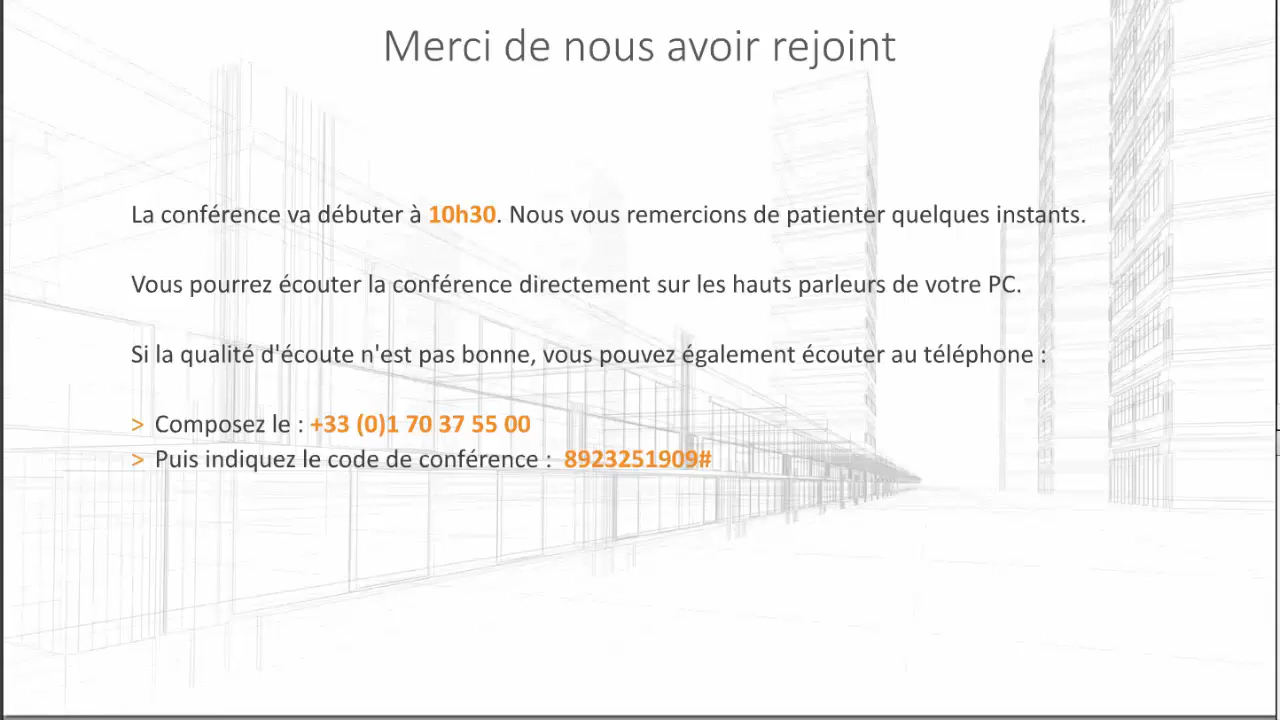 Merci de nous avoir rejoint
La conférence va débuter à 10h30. Nous vous remercions de patienter quelques instants.
Vous pourrez écouter la conférence directement sur les hauts parleurs de votre PC.
Si la qualité d'écoute n'est pas bonne, vous pouvez également écouter au téléphone :
> Composez le : +33 (0)1 70 37 55 00
> Puis indiquez le code de conférence : 8923251909#